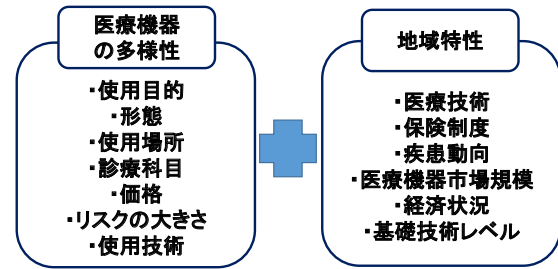 医療機器
の多様性
・使用目的
・形態
・使用場所
・診療科目
・価格
・リスクの大きさ
・使用技術
地域特性
・医療技術
・保険制度
・疾患動向
・医療機器市場規模
・経済状況
・基礎技術レベル